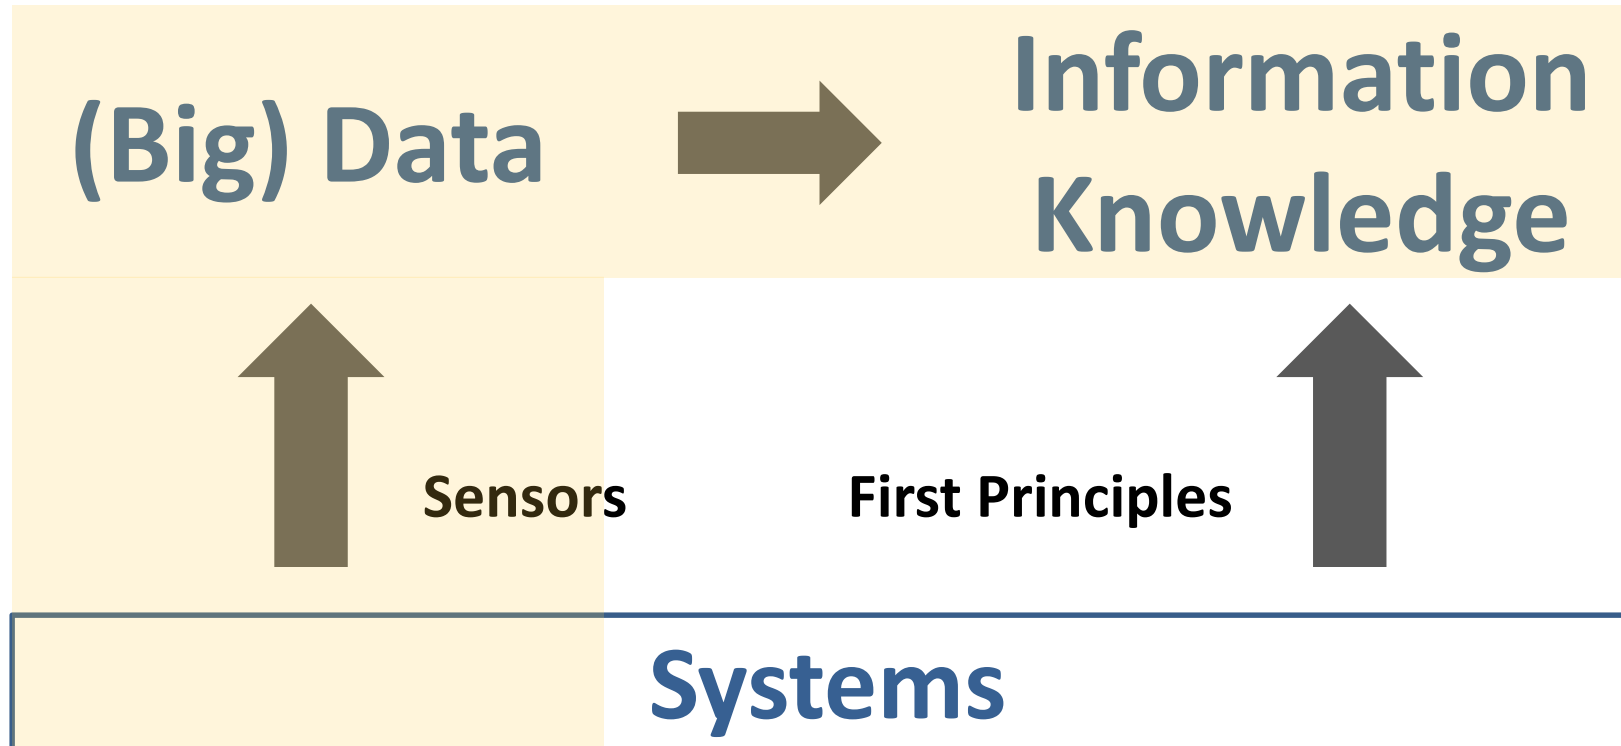 (Big) Data
Information
Knowledge
Sensors
First Principles
Systems